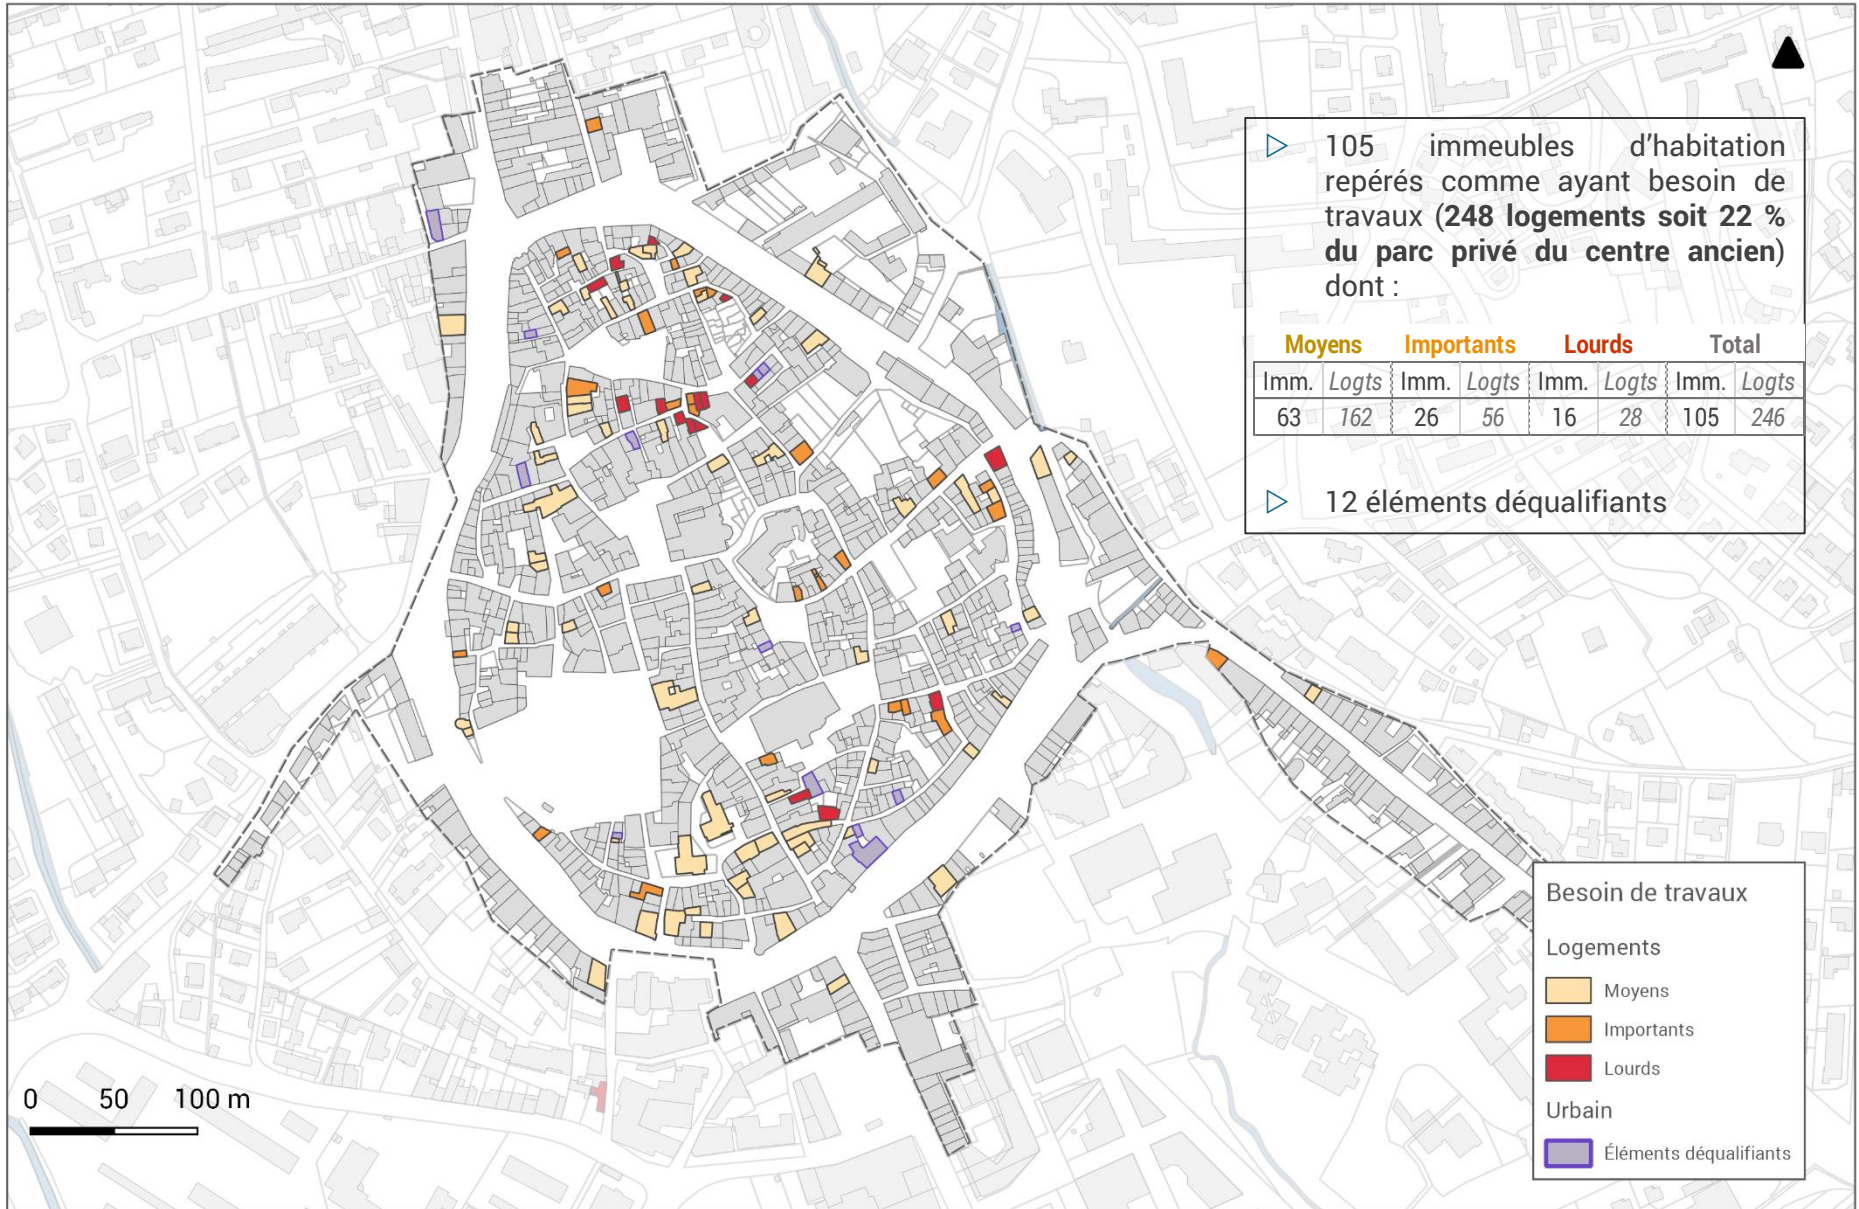 ▷ 105 immeubles d'habitation
repérés comme ayant besoin de
travaux (248 logements soit 22 %
du parc privé du centre ancien)
dont :
Moyens Importants Lourds Total
Imm. Logts Imm. Logts Imm. Logts Imm. Logts
63 162 26 56 16 28 105 246
▷ 12 éléments déqualifiants
Besoin de travaux
Logements
Moyens
Importants
Lourds
Urbain
Éléments déqualifiants
0 50 100 m